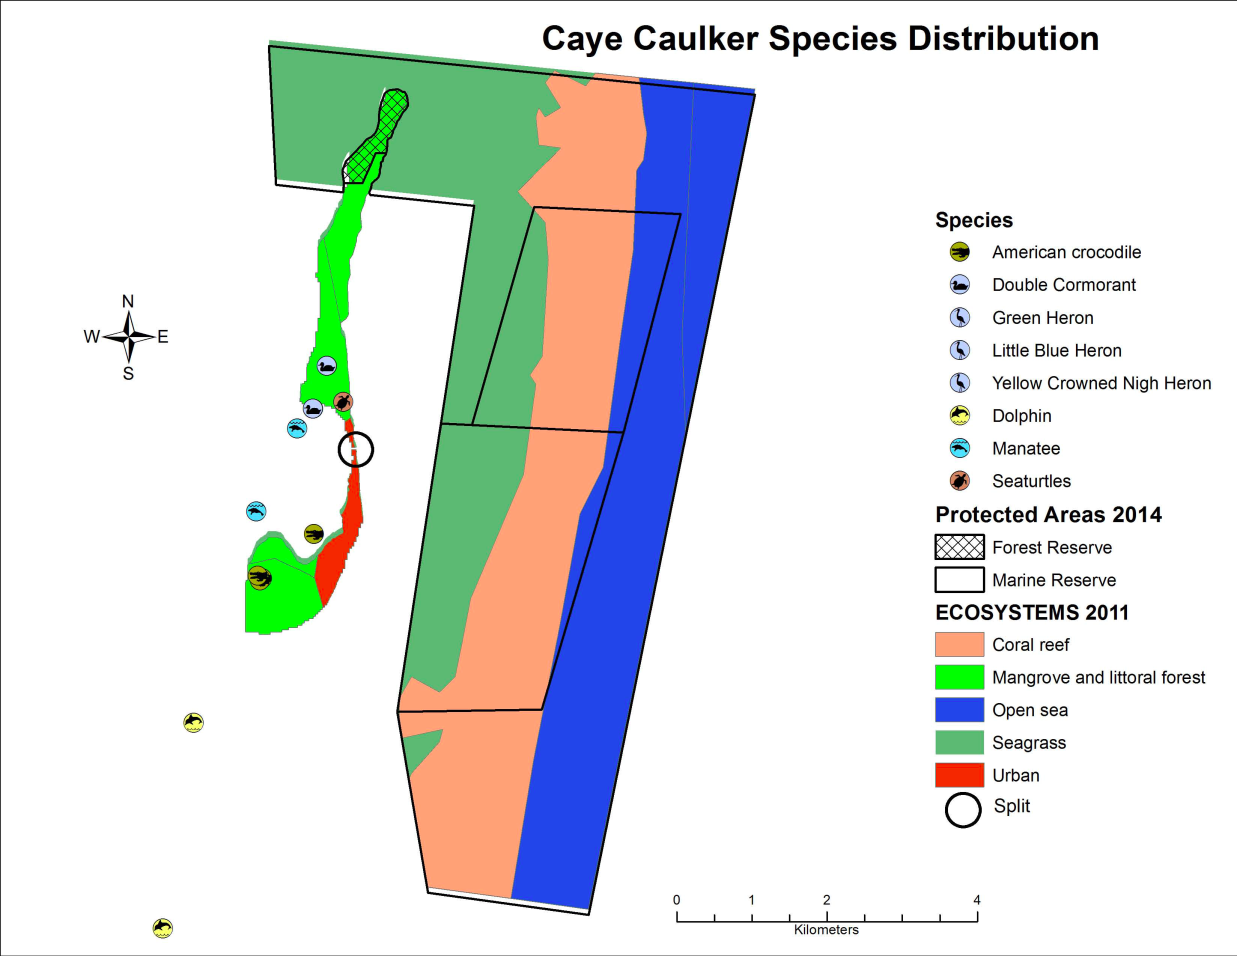 Caye Caulker Species Distribution
N
W E
S
Species
American crocodile
Double Cormorant
Green Heron
Little Blue Heron
Yellow Crowned Nigh Heron
Dolphin
Manatee
Seaturtles
Protected Areas 2014
Forest Reserve
Marine Reserve
ECOSYSTEMS 2011
Coral reef
Mangrove and littoral forest
Open sea
Seagrass
Urban
Split
0 1 2 4
Kilometers